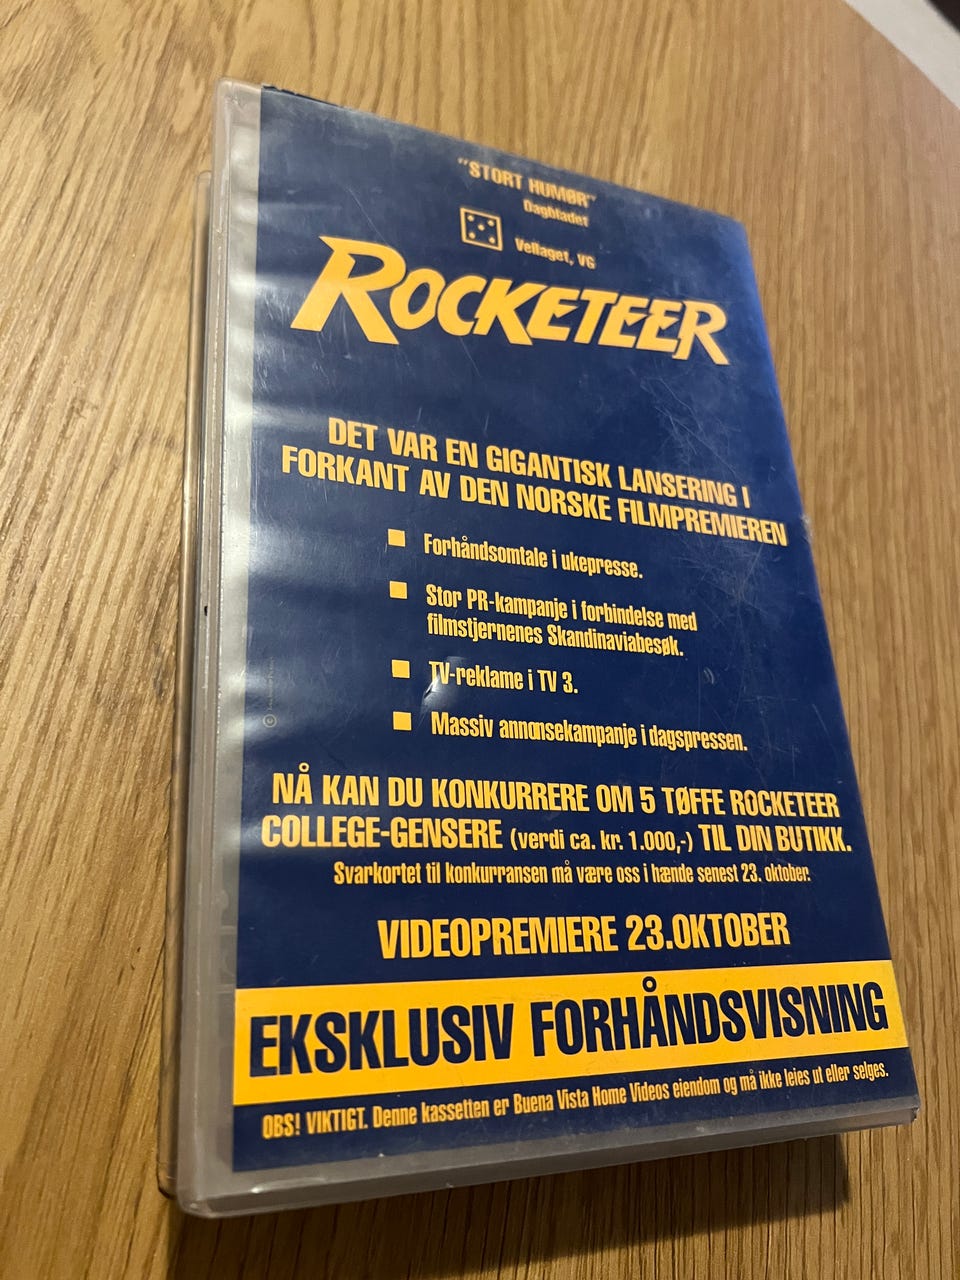 "STORT HUMØR"
Dagbladet
Vellaget, VG
ROCKETEER
DET VAR EN GIGANTISK LANSERING I
FORKANT AV DEN NORSKE FILMPREMIEREN
Forhåndsomtale i ukepresse.
Stor PR-kampanje i forbindelse med
filmstjernenes Skandinaviabesøk.
TV-reklame i TV 3.
Massiv annonsekampanje i dagspressen.
NÅ KAN DU KONKURRERE OM 5 TØFFE ROCKETEER
COLLEGE-GENSERE (verdi ca. kr. 1.000,-) TIL DIN BUTIKK.
Svarkortet til konkurransen må være oss i hænde senest 23. oktober.
VIDEOPREMIERE 23.OKTOBER
EKSKLUSIV FORHÅNDSVISNING
OBS! VIKTIGT. Denne kassetten er Buena Vista Home Videos eiendom og må ikke leies ut eller selges.